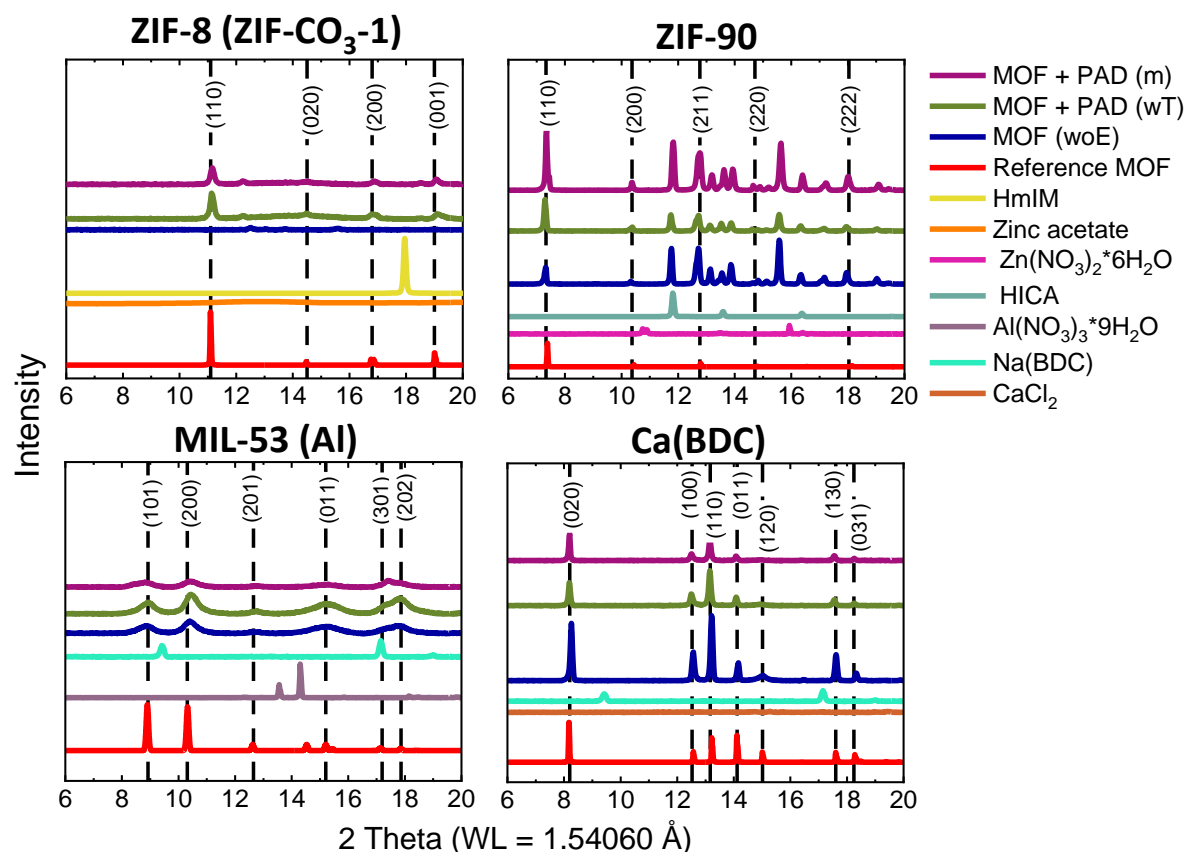 ZIF-8 (ZIF-CO₃-1)
(110)
(020)
(200)
(001)
6 8 10 12 14 16 18 20
ZIF-90
(110)
(200)
(211)
(220)
(222)
6 8 10 12 14 16 18 20
MOF + PAD (m)
MOF + PAD (wT)
MOF (woE)
Reference MOF
HmIM
Zinc acetate
Zn(NO₃)₂*6H₂O
HICA
Al(NO₃)₃*9H₂O
Na(BDC)
CaCl₂
Intensity
MIL-53 (Al)
(101)
(200)
(201)
(011)
(301)
(202)
6 8 10 12 14 16 18 20
Ca(BDC)
(020)
(100)
(110)
(011)
(120)
(130)
(031)
6 8 10 12 14 16 18 20
2 Theta (WL = 1.54060 Å)